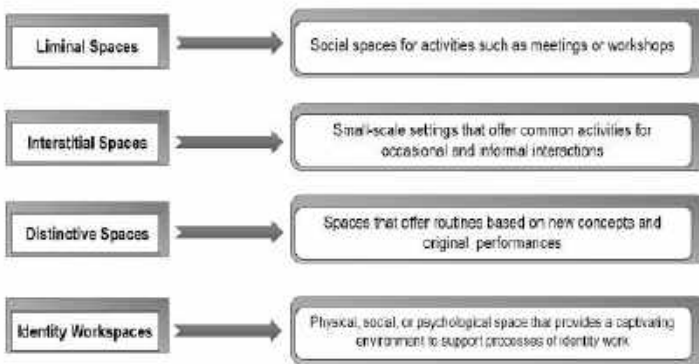 Liminal Spaces
Social spaces for activities such as meetings or workshops
Interstitial Spaces
Small-scale settings that offer common activities for
occasional and informal interactions
Distinctive Spaces
Spaces that offer routines based on new concepts and
original performances
Identity Workspaces
Physical, social, or psychological space that provides a captivating
environment to support processes of identity work